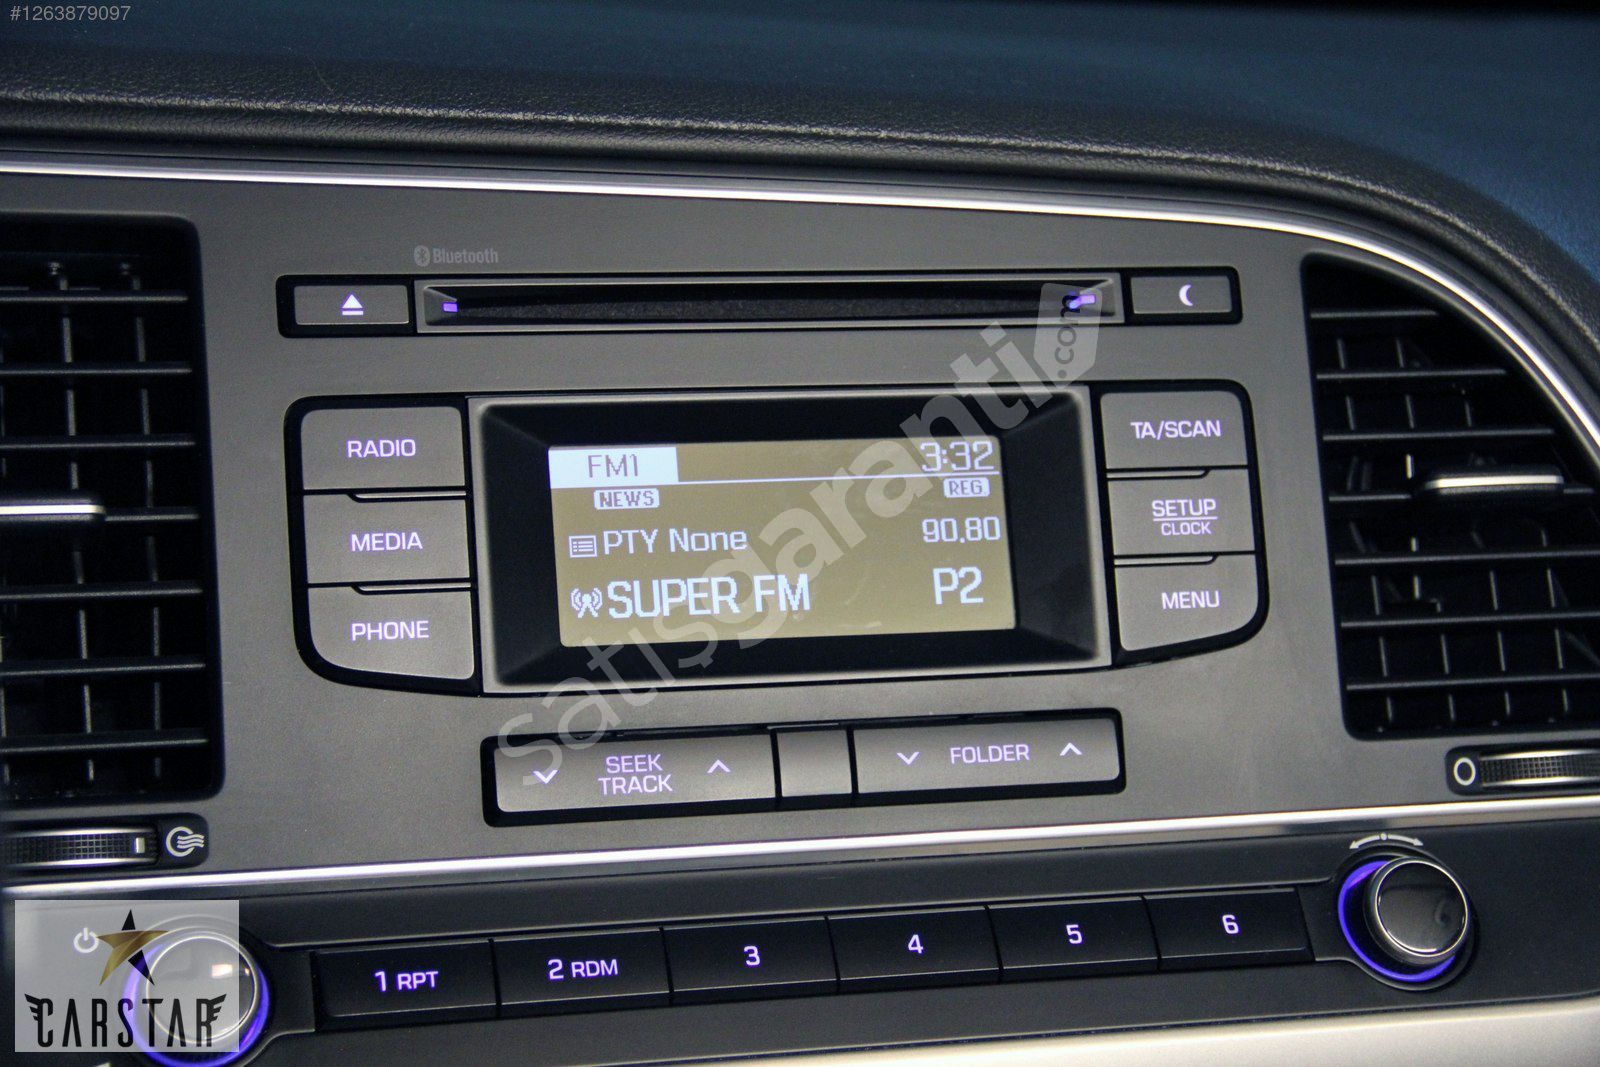 #1263879097
Bluetooth
RADIO
MEDIA
PHONE
FM1 3:32
NEWS REG
PTY None 90.80
SUPER FM P2
TA/SCAN
SETUP
CLOCK
MENU
SEEK
TRACK
FOLDER
1 RPT
2 RDM
3
4
5
6
satışgaranti.com
CARSTAR